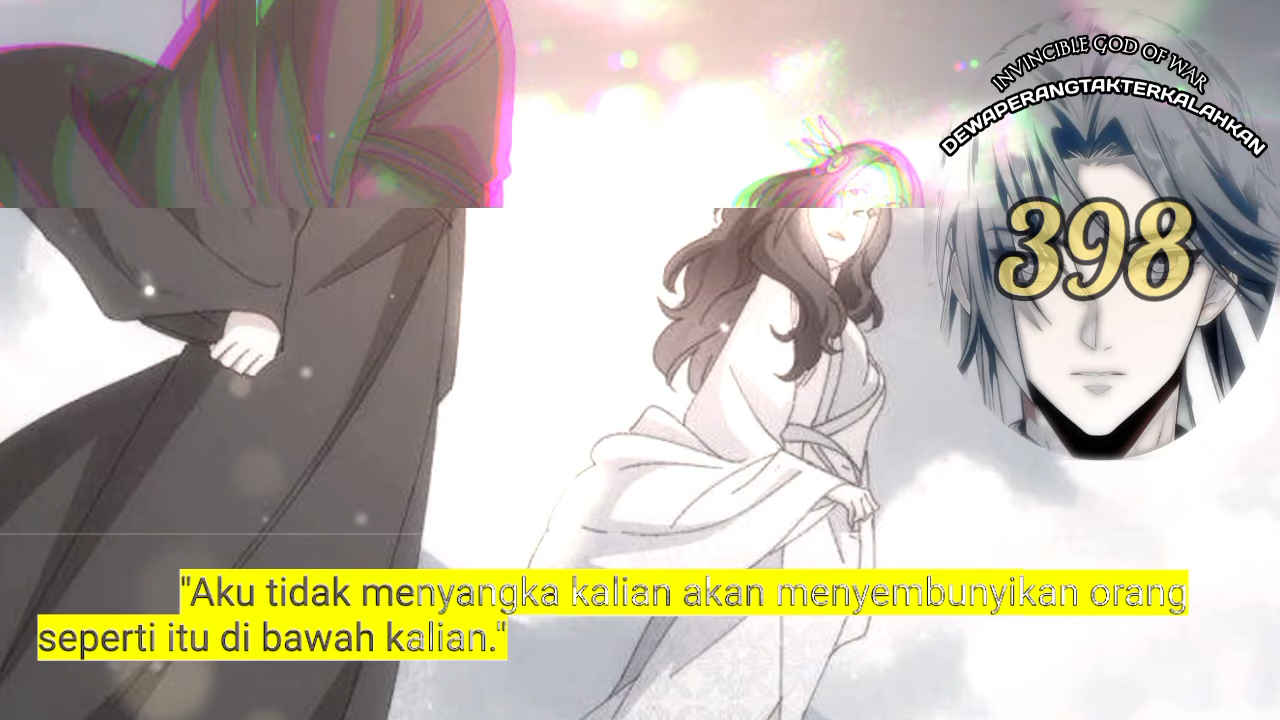 INVINCIBLE GOD OF WAR
DEWAPERANGTAKTERKALAHKAN
398
"Aku tidak menyangka kalian akan menyembunyikan orang
seperti itu di bawah kalian."